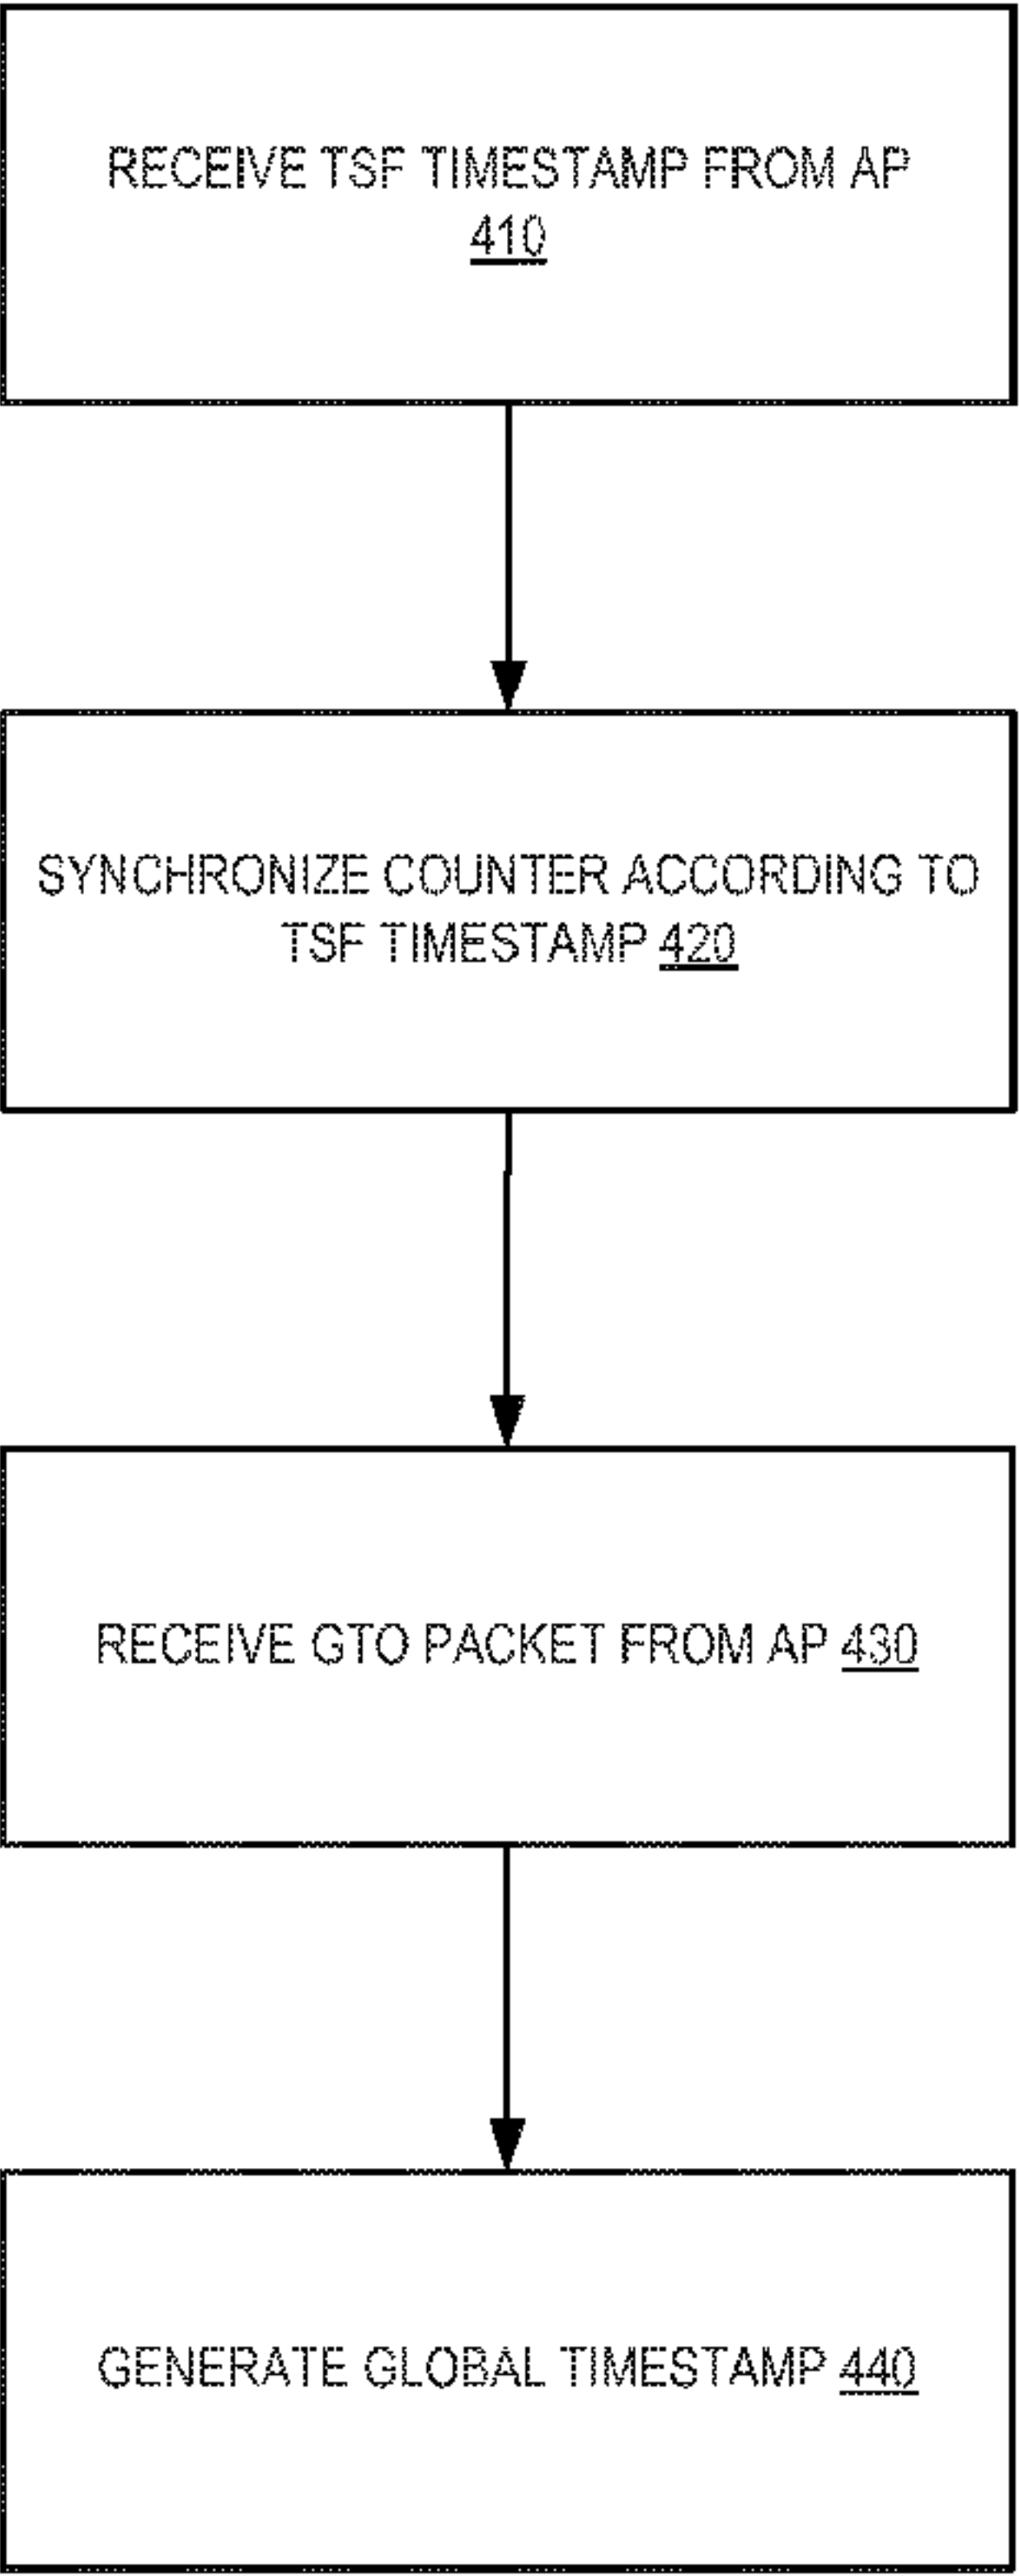 RECEIVE TSF TIMESTAMP FROM AP
410
SYNCHRONIZE COUNTER ACCORDING TO
TSF TIMESTAMP 420
RECEIVE GTO PACKET FROM AP 430
GENERATE GLOBAL TIMESTAMP 440